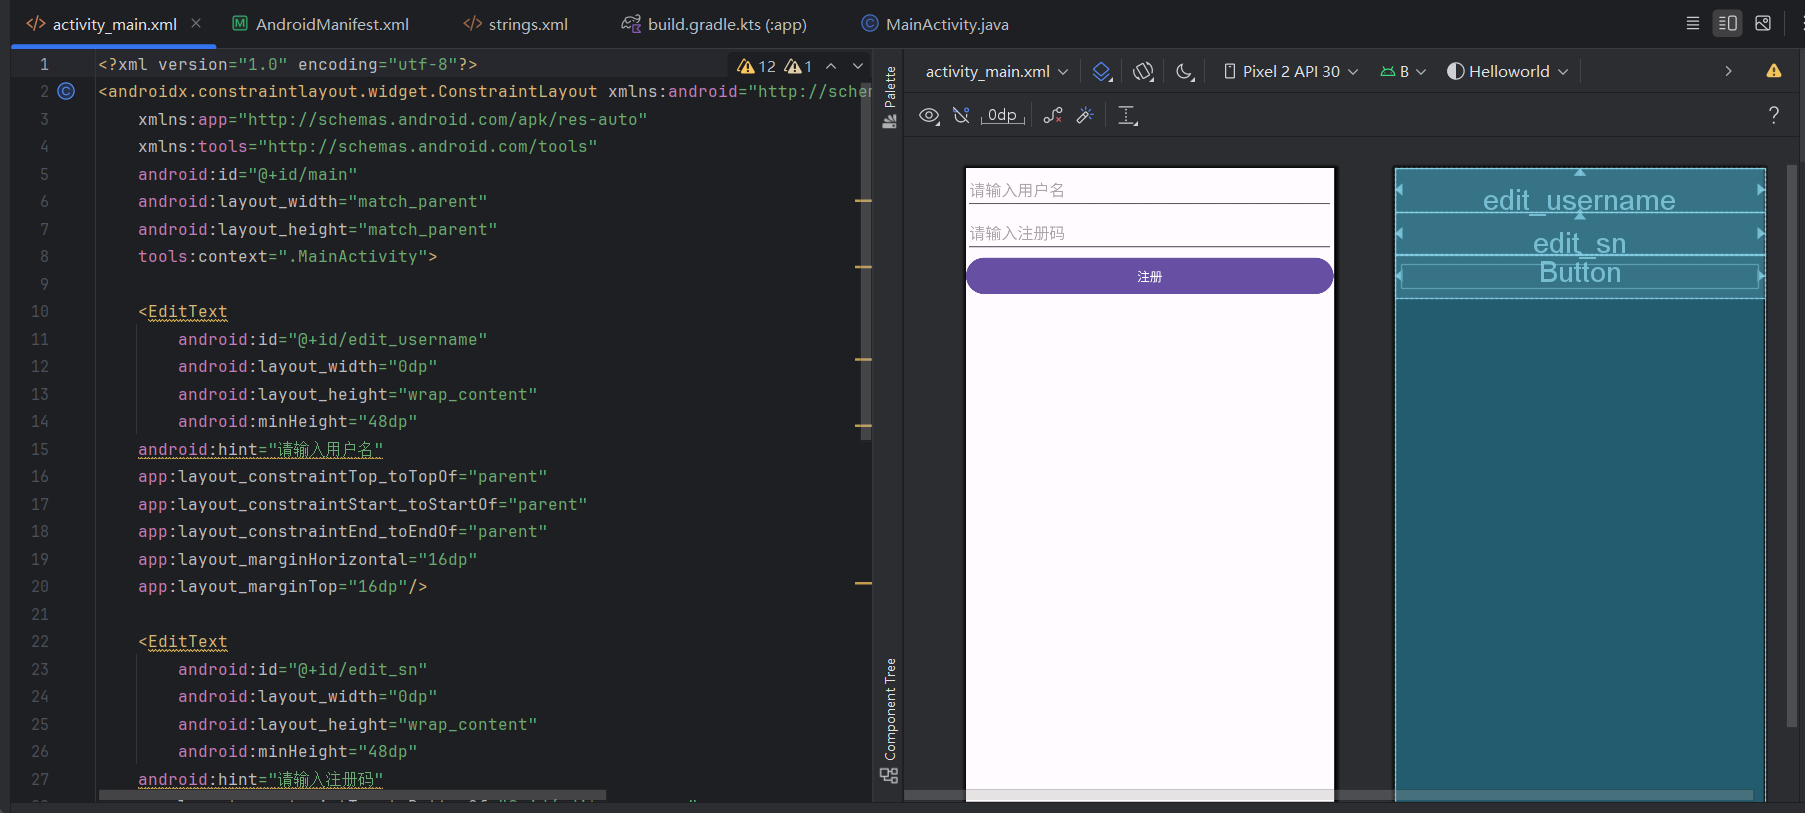 activity_main.xml
AndroidManifest.xml
strings.xml
build.gradle.kts (:app)
MainActivity.java
1 <?xml version="1.0" encoding="utf-8"?>
12 1
2 <androidx.constraintlayout.widget.ConstraintLayout xmlns:android="http://schem
3 xmlns:app="http://schemas.android.com/apk/res-auto"
4 xmlns:tools="http://schemas.android.com/tools"
5 android:id="@+id/main"
6 android:layout_width="match_parent"
7 android:layout_height="match_parent"
8 tools:context=".MainActivity">
9
10 <EditText
11 android:id="@+id/edit_username"
12 android:layout_width="0dp"
13 android:layout_height="wrap_content"
14 android:minHeight="48dp"
15 android:hint="请输入用户名"
16 app:layout_constraintTop_toTopOf="parent"
17 app:layout_constraintStart_toStartOf="parent"
18 app:layout_constraintEnd_toEndOf="parent"
19 app:layout_marginHorizontal="16dp"
20 app:layout_marginTop="16dp"/>
21
22 <EditText
23 android:id="@+id/edit_sn"
24 android:layout_width="0dp"
25 android:layout_height="wrap_content"
26 android:minHeight="48dp"
27 android:hint="请输入注册码"
Palette
Component Tree
activity_main.xml
Pixel 2 API 30
B
Helloworld
0dp
?
请输入用户名
请输入注册码
注册
edit_username
edit_sn
Button